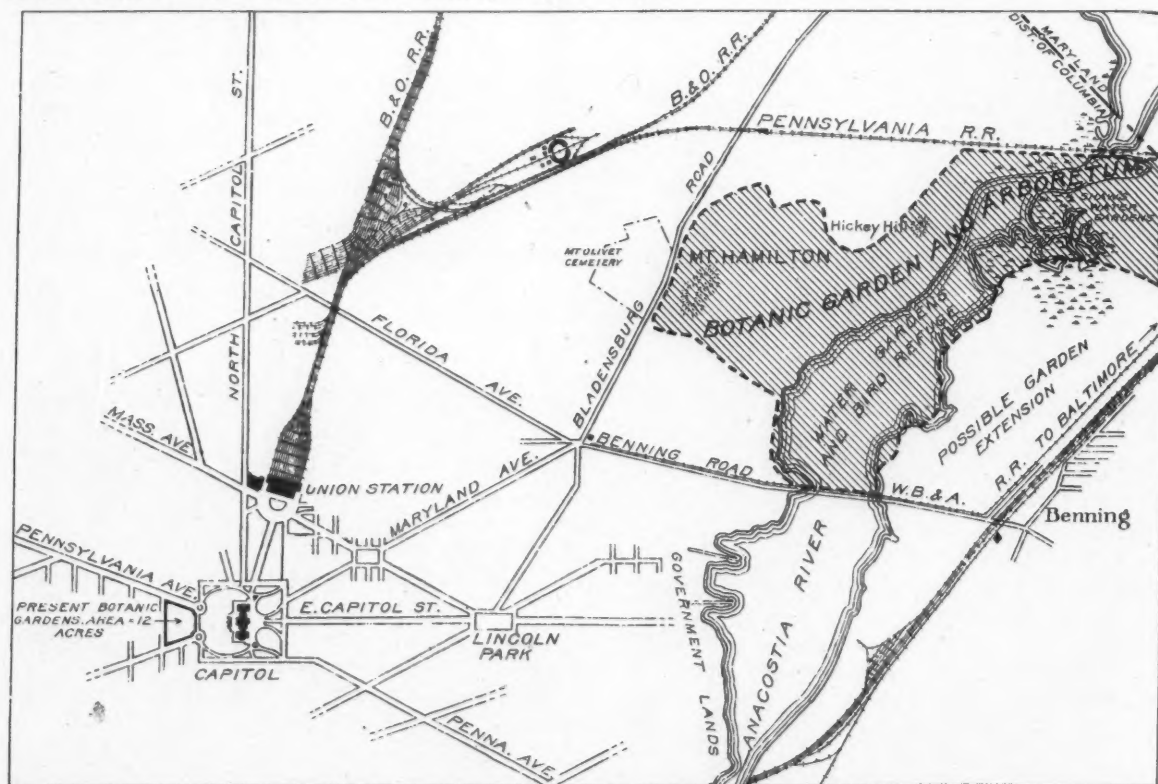 B.&O. R.R.
B.&O. R.R.
MARYLAND
DIST. OF COLUMBIA
PENNSYLVANIA R.R.
NORTH CAPITOL ST.
BLADENSBURG ROAD
MT OLIVET
CEMETERY
Hickey Hill
MT. HAMILTON
BOTANIC GARDEN AND ARBORETUM
WATER
GARDENS
WATER GARDENS
AND BIRD REFUGE
FLORIDA AVE.
MASS. AVE.
UNION STATION
MARYLAND AVE.
BENNING ROAD
W.B.&A. R.R. TO BALTIMORE
POSSIBLE GARDEN
EXTENSION
Benning
PENNSYLVANIA AVE.
PRESENT BOTANIC
GARDENS. AREA = 12
ACRES
E. CAPITOL ST.
LINCOLN
PARK
CAPITOL
PENNA. AVE.
GOVERNMENT LANDS
ANACOSTIA RIVER